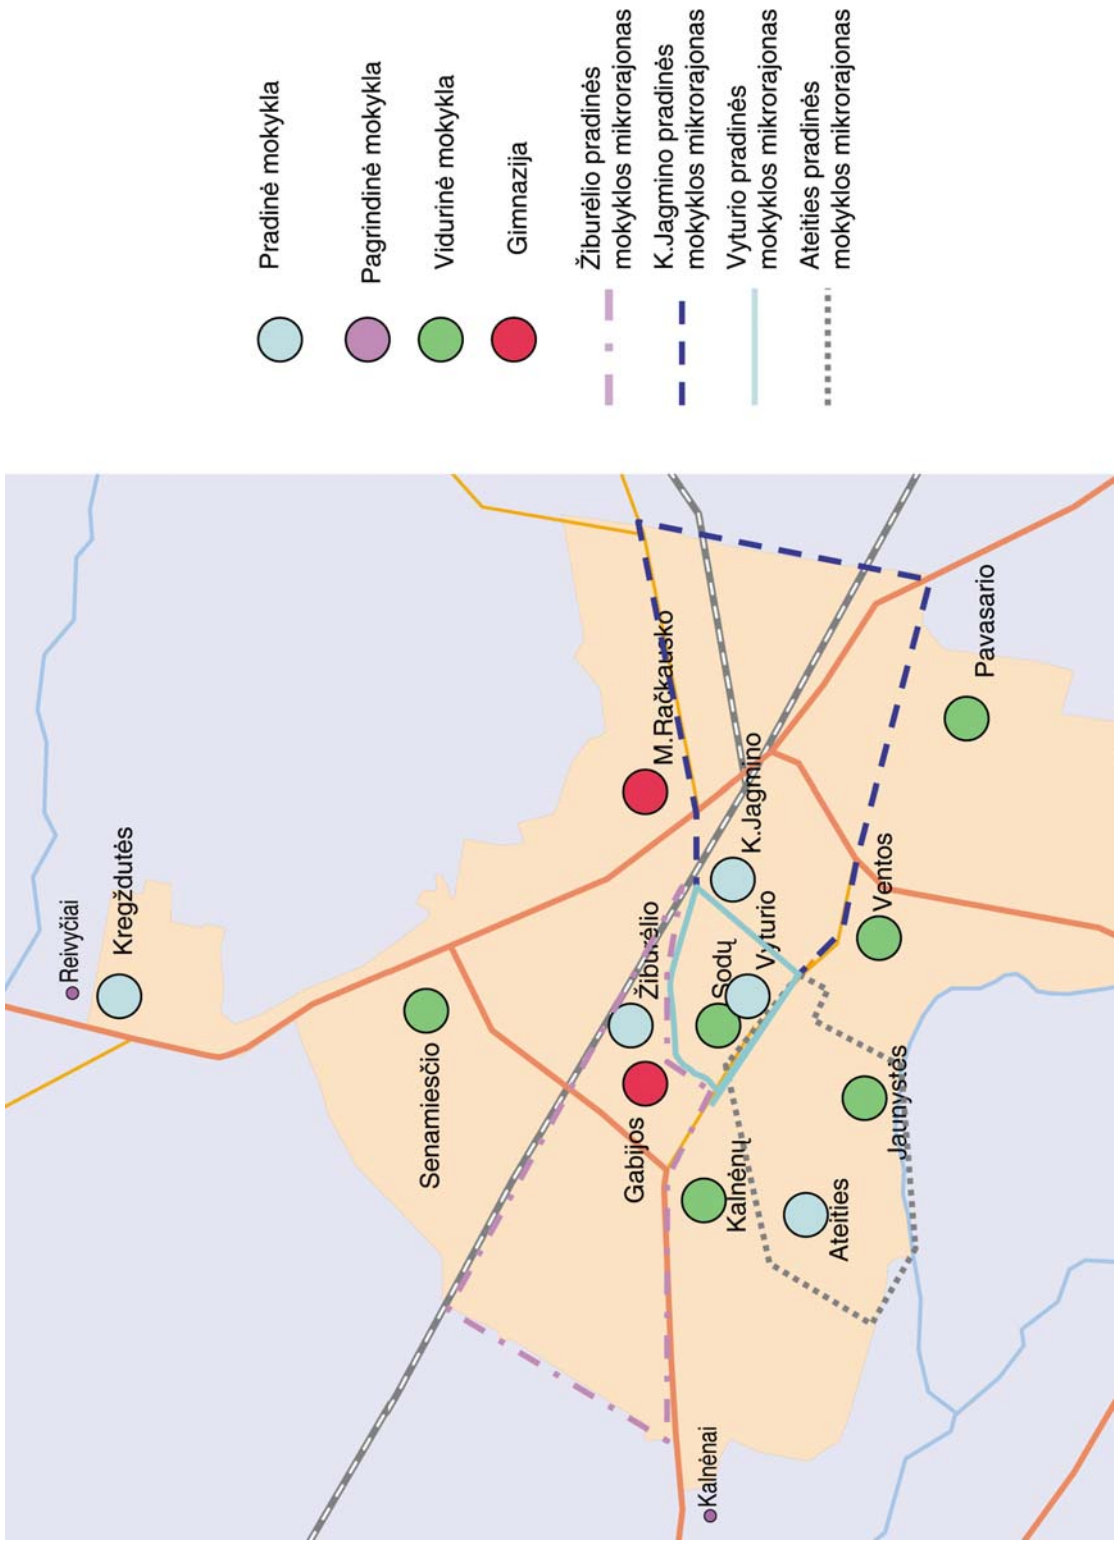 Pradinė mokykla
Pagrindinė mokykla
Vidurinė mokykla
Gimnazija
Žiburėlio pradinės
mokyklos mikrorajonas
K.Jagmino pradinės
mokyklos mikrorajonas
Vyturio pradinės
mokyklos mikrorajonas
Ateities pradinės
mokyklos mikrorajonas
Reivyčiai
Kregždutės
Senamiesčio
M.Račkausko
Žiburėlio
Gabijos
K.Jagmino
Sodų
Vyturio
Kalnėnų
Kalnėnai
Ateities
Jaunystės
Ventos
Pavasario